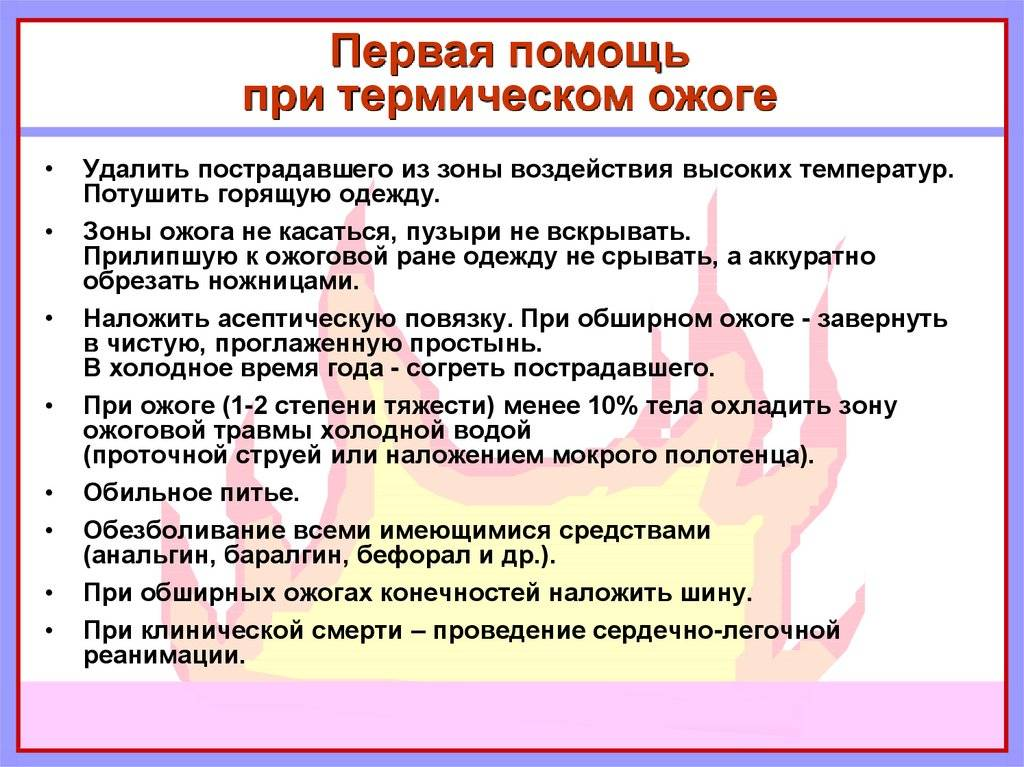 Первая помощь
при термическом ожоге
• Удалить пострадавшего из зоны воздействия высоких температур.
Потушить горящую одежду.
• Зоны ожога не касаться, пузыри не вскрывать.
Прилипшую к ожоговой ране одежду не срывать, а аккуратно
обрезать ножницами.
• Наложить асептическую повязку. При обширном ожоге - завернуть
в чистую, проглаженную простынь.
В холодное время года - согреть пострадавшего.
• При ожоге (1-2 степени тяжести) менее 10% тела охладить зону
ожоговой травмы холодной водой
(проточной струей или наложением мокрого полотенца).
• Обильное питье.
• Обезболивание всеми имеющимися средствами
(анальгин, баралгин, бефорал и др.).
• При обширных ожогах конечностей наложить шину.
• При клинической смерти – проведение сердечно-легочной
реанимации.